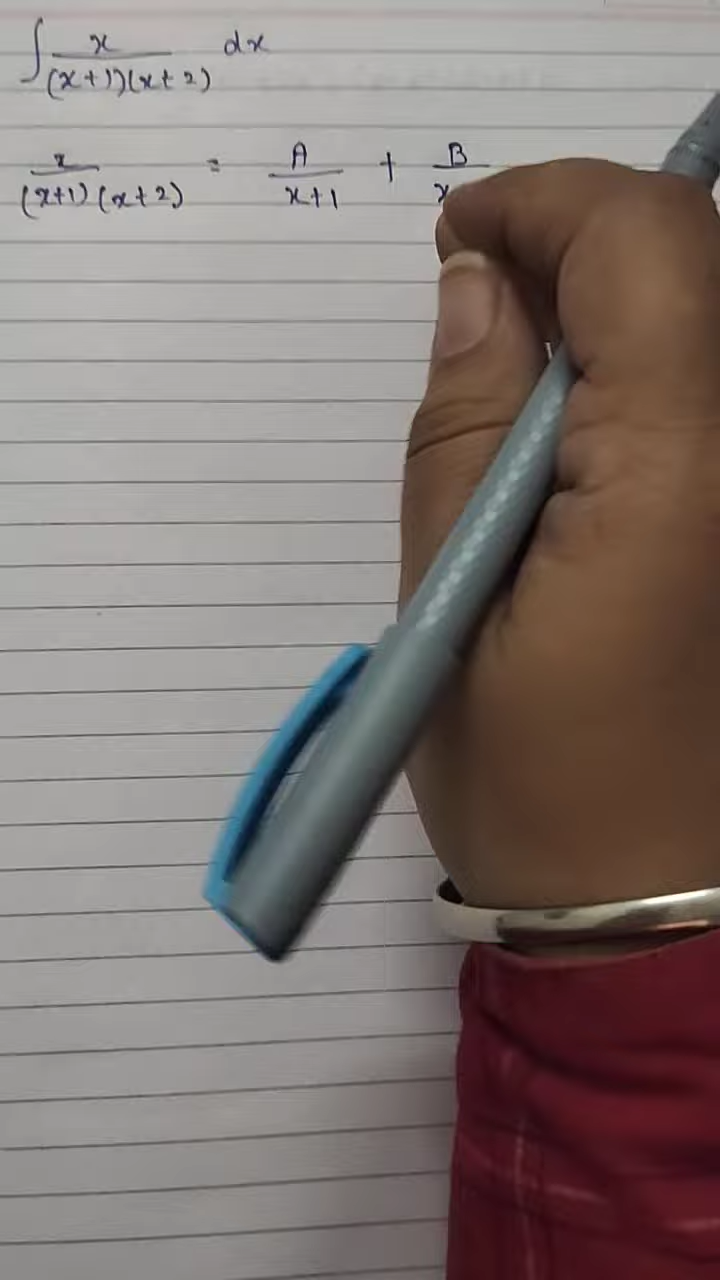 ∫ x/((x+1)(x+2)) dx
x/((x+1)(x+2)) = A/(x+1) + B/x